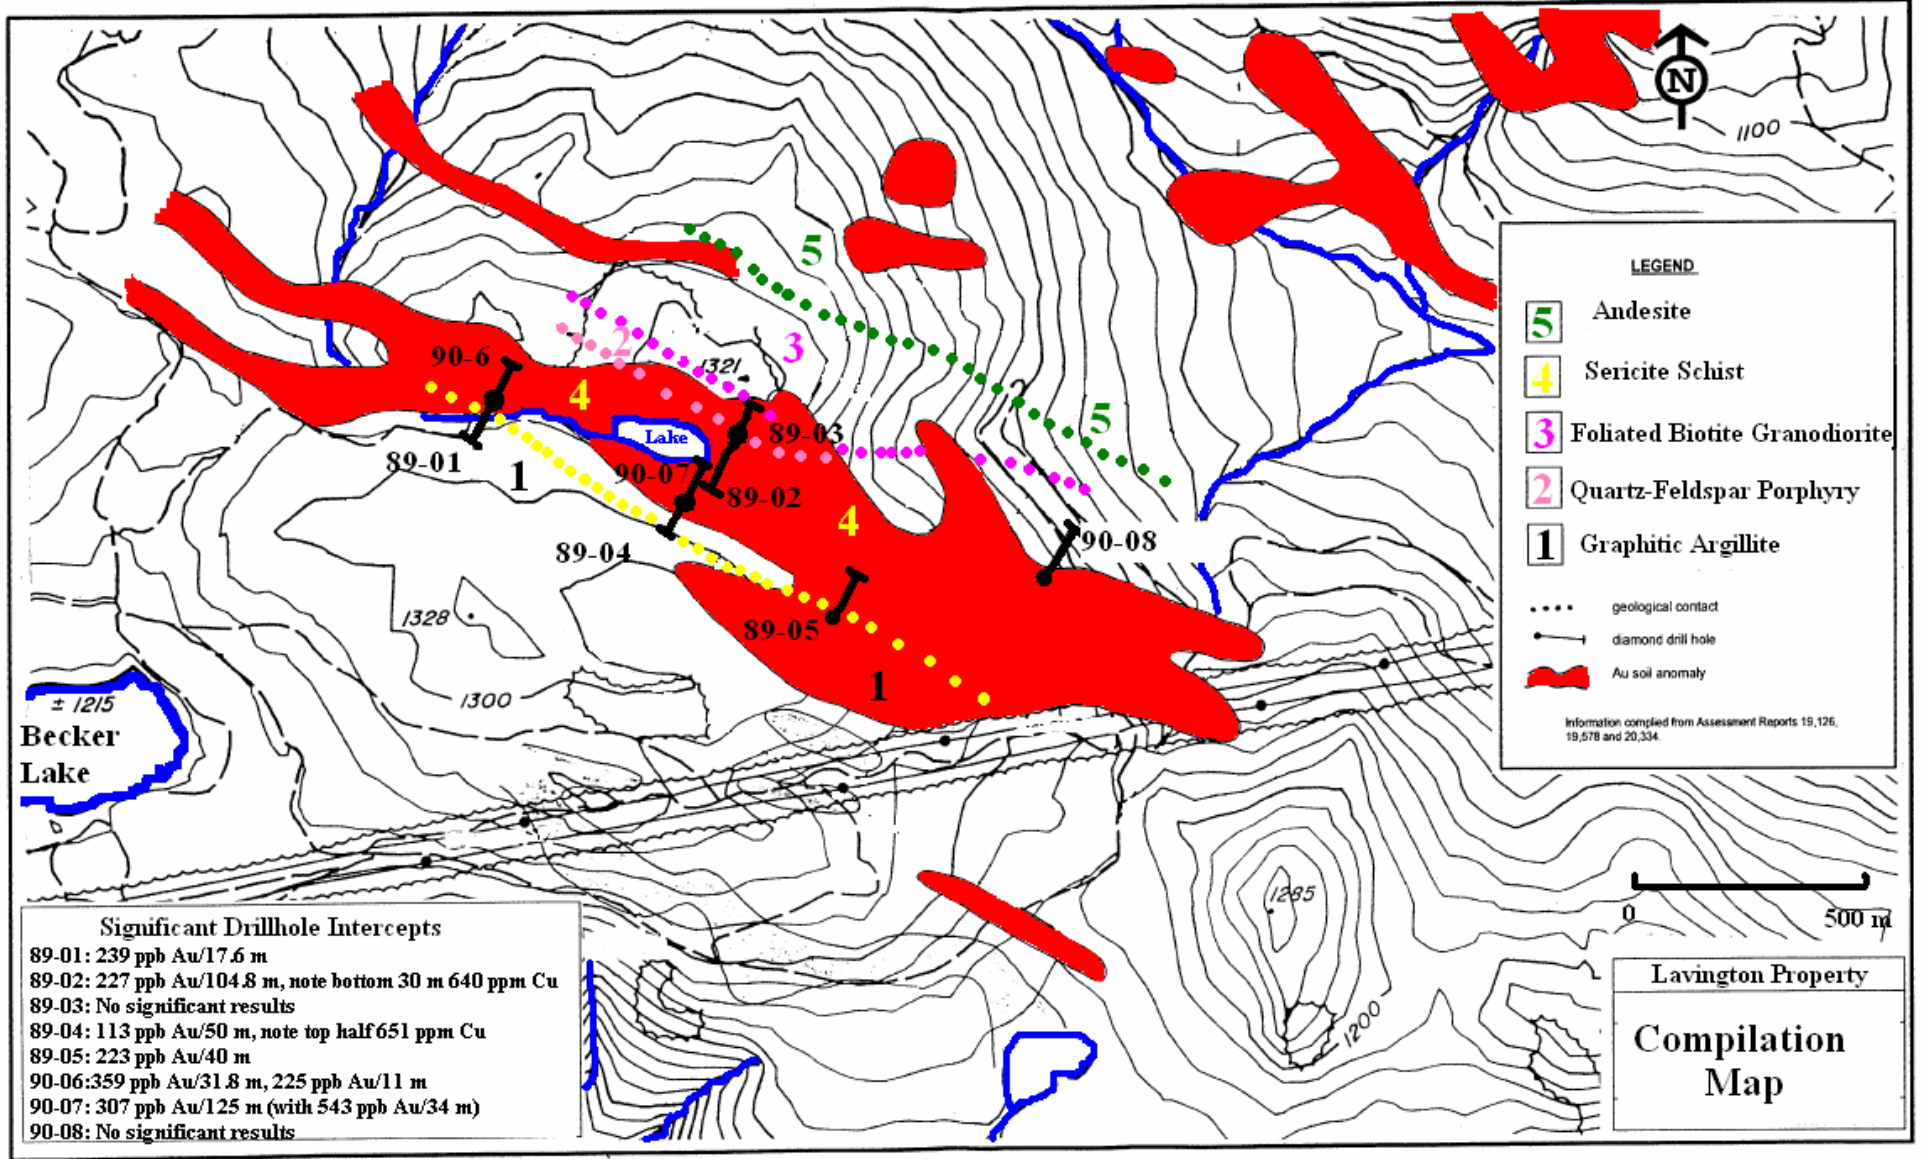 N
1100
5
2
3
1321
90-6
4
5
Lake
89-03
89-01
1
90-07
89-02
4
90-08
89-04
89-05
1328
1
1300
± 1215
Becker
Lake
1285
1200
LEGEND
5 Andesite
4 Sericite Schist
3 Foliated Biotite Granodiorite
2 Quartz-Feldspar Porphyry
1 Graphitic Argillite
geological contact
diamond drill hole
Au soil anomaly
Information complied from Assessment Reports 19,126,
19,578 and 20,334.
0 500 m
Significant Drillhole Intercepts
89-01: 239 ppb Au/17.6 m
89-02: 227 ppb Au/104.8 m, note bottom 30 m 640 ppm Cu
89-03: No significant results
89-04: 113 ppb Au/50 m, note top half 651 ppm Cu
89-05: 223 ppb Au/40 m
90-06:359 ppb Au/31.8 m, 225 ppb Au/11 m
90-07: 307 ppb Au/125 m (with 543 ppb Au/34 m)
90-08: No significant results
Lavington Property
Compilation
Map